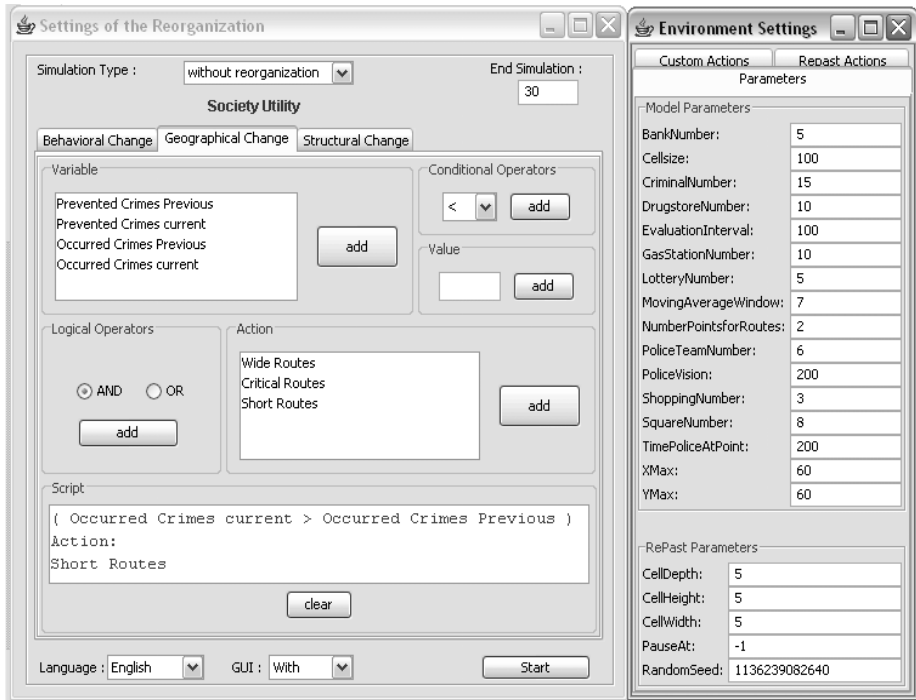 Settings of the Reorganization
Simulation Type :
without reorganization
End Simulation :
30
Society Utility
Behavioral Change
Geographical Change
Structural Change
Variable
Prevented Crimes Previous
Prevented Crimes current
Occurred Crimes Previous
Occurred Crimes current
add
Conditional Operators
<
add
Value
add
Logical Operators
AND
OR
add
Action
Wide Routes
Critical Routes
Short Routes
add
Script
( Occurred Crimes current > Occurred Crimes Previous )
Action:
Short Routes
clear
Language : English
GUI : With
Start
Environment Settings
Custom Actions
Repast Actions
Parameters
Model Parameters
BankNumber: 5
Cellsize: 100
CriminalNumber: 15
DrugstoreNumber: 10
EvaluationInterval: 100
GasStationNumber: 10
LotteryNumber: 5
MovingAverageWindow: 7
NumberPointsforRoutes: 2
PoliceTeamNumber: 6
PoliceVision: 200
ShoppingNumber: 3
SquareNumber: 8
TimePoliceAtPoint: 200
XMax: 60
YMax: 60
RePast Parameters
CellDepth: 5
CellHeight: 5
CellWidth: 5
PauseAt: -1
RandomSeed: 1136239082640